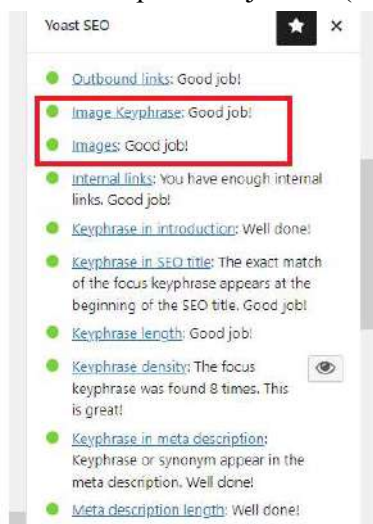 Yoast SEO
Outbound links: Good job!
Image Keyphrase: Good job!
Images: Good job!
Internal links: You have enough internal
links. Good job!
Keyphrase in introduction: Well done!
Keyphrase in SEO title: The exact match
of the focus keyphrase appears at the
beginning of the SEO title. Good job!
Keyphrase length: Good job!
Keyphrase density: The focus
keyphrase was found 8 times. This
is great!
Keyphrase in meta description:
Keyphrase or synonym appear in the
meta description. Well done!
Meta description length: Well done!